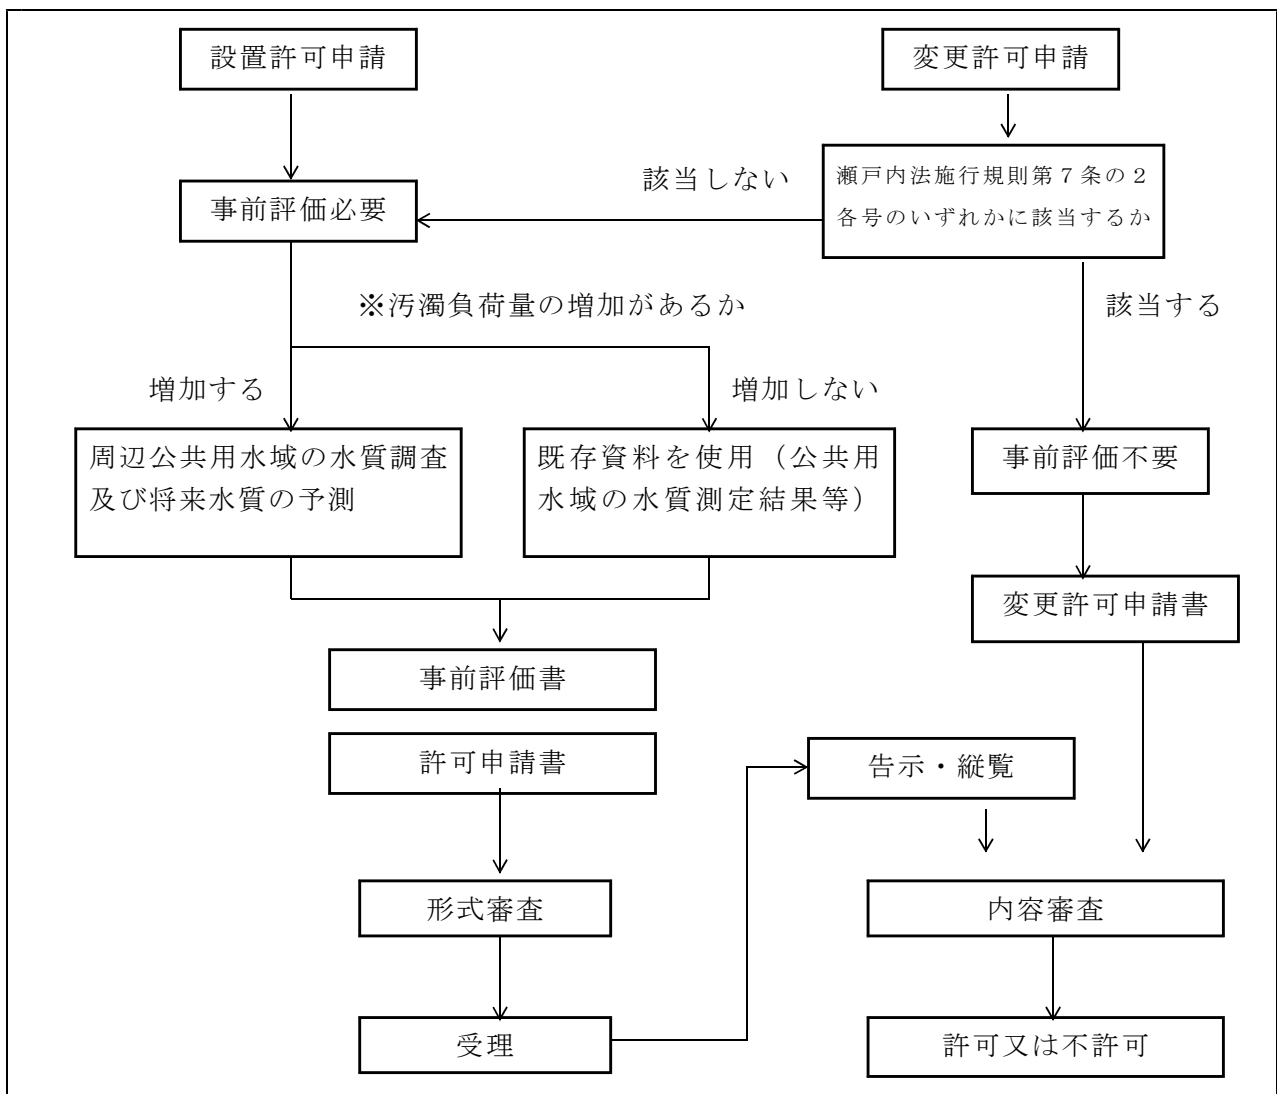 設置許可申請
変更許可申請
瀬戸内法施行規則第７条の２
各号のいずれかに該当するか
該当しない
事前評価必要
※汚濁負荷量の増加があるか
該当する
増加する
増加しない
周辺公共用水域の水質調査
及び将来水質の予測
既存資料を使用（公共用
水域の水質測定結果等）
事前評価不要
変更許可申請書
事前評価書
許可申請書
告示・縦覧
形式審査
内容審査
受理
許可又は不許可